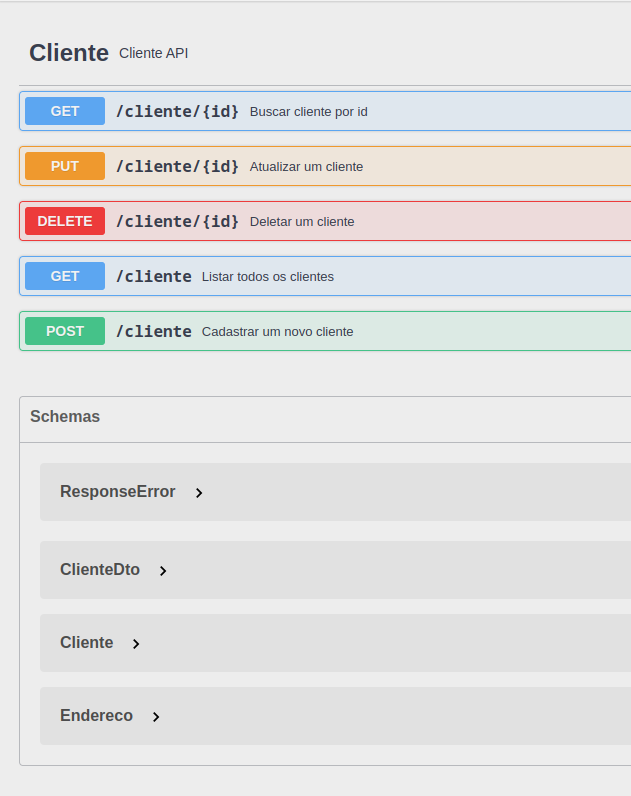 Cliente Cliente API
GET /cliente/{id} Buscar cliente por id
PUT /cliente/{id} Atualizar um cliente
DELETE /cliente/{id} Deletar um cliente
GET /cliente Listar todos os clientes
POST /cliente Cadastrar um novo cliente
Schemas
ResponseError
ClienteDto
Cliente
Endereco